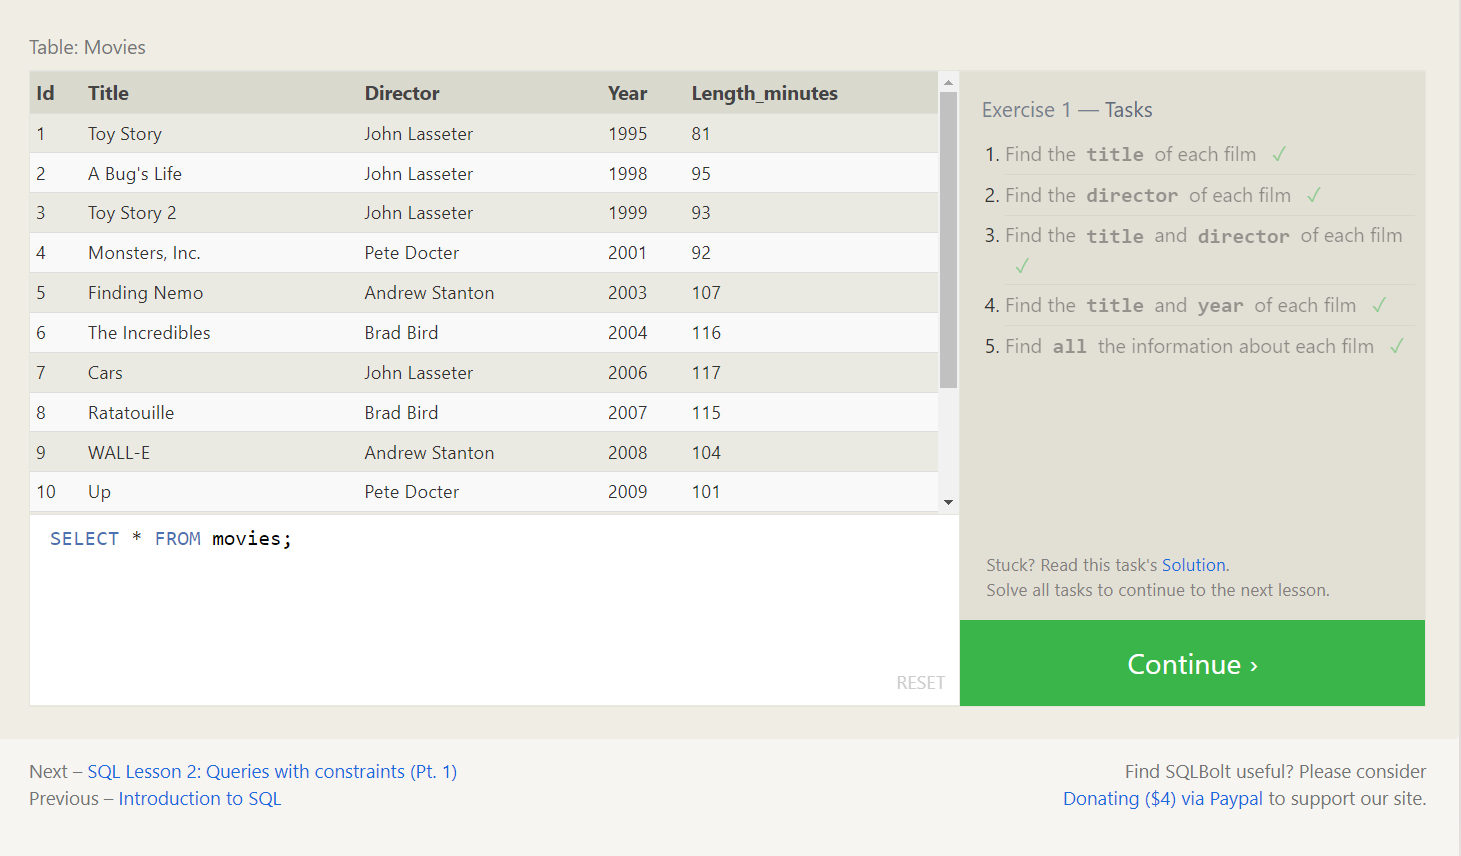 Table: Movies
Id Title Director Year Length_minutes
1 Toy Story John Lasseter 1995 81
2 A Bug's Life John Lasseter 1998 95
3 Toy Story 2 John Lasseter 1999 93
4 Monsters, Inc. Pete Docter 2001 92
5 Finding Nemo Andrew Stanton 2003 107
6 The Incredibles Brad Bird 2004 116
7 Cars John Lasseter 2006 117
8 Ratatouille Brad Bird 2007 115
9 WALL-E Andrew Stanton 2008 104
10 Up Pete Docter 2009 101
SELECT * FROM movies;
RESET
Exercise 1 — Tasks
1. Find the title of each film ✓
2. Find the director of each film ✓
3. Find the title and director of each film
✓
4. Find the title and year of each film ✓
5. Find all the information about each film ✓
Stuck? Read this task's Solution.
Solve all tasks to continue to the next lesson.
Continue ›
Next – SQL Lesson 2: Queries with constraints (Pt. 1)
Previous – Introduction to SQL
Find SQLBolt useful? Please consider
Donating ($4) via Paypal to support our site.